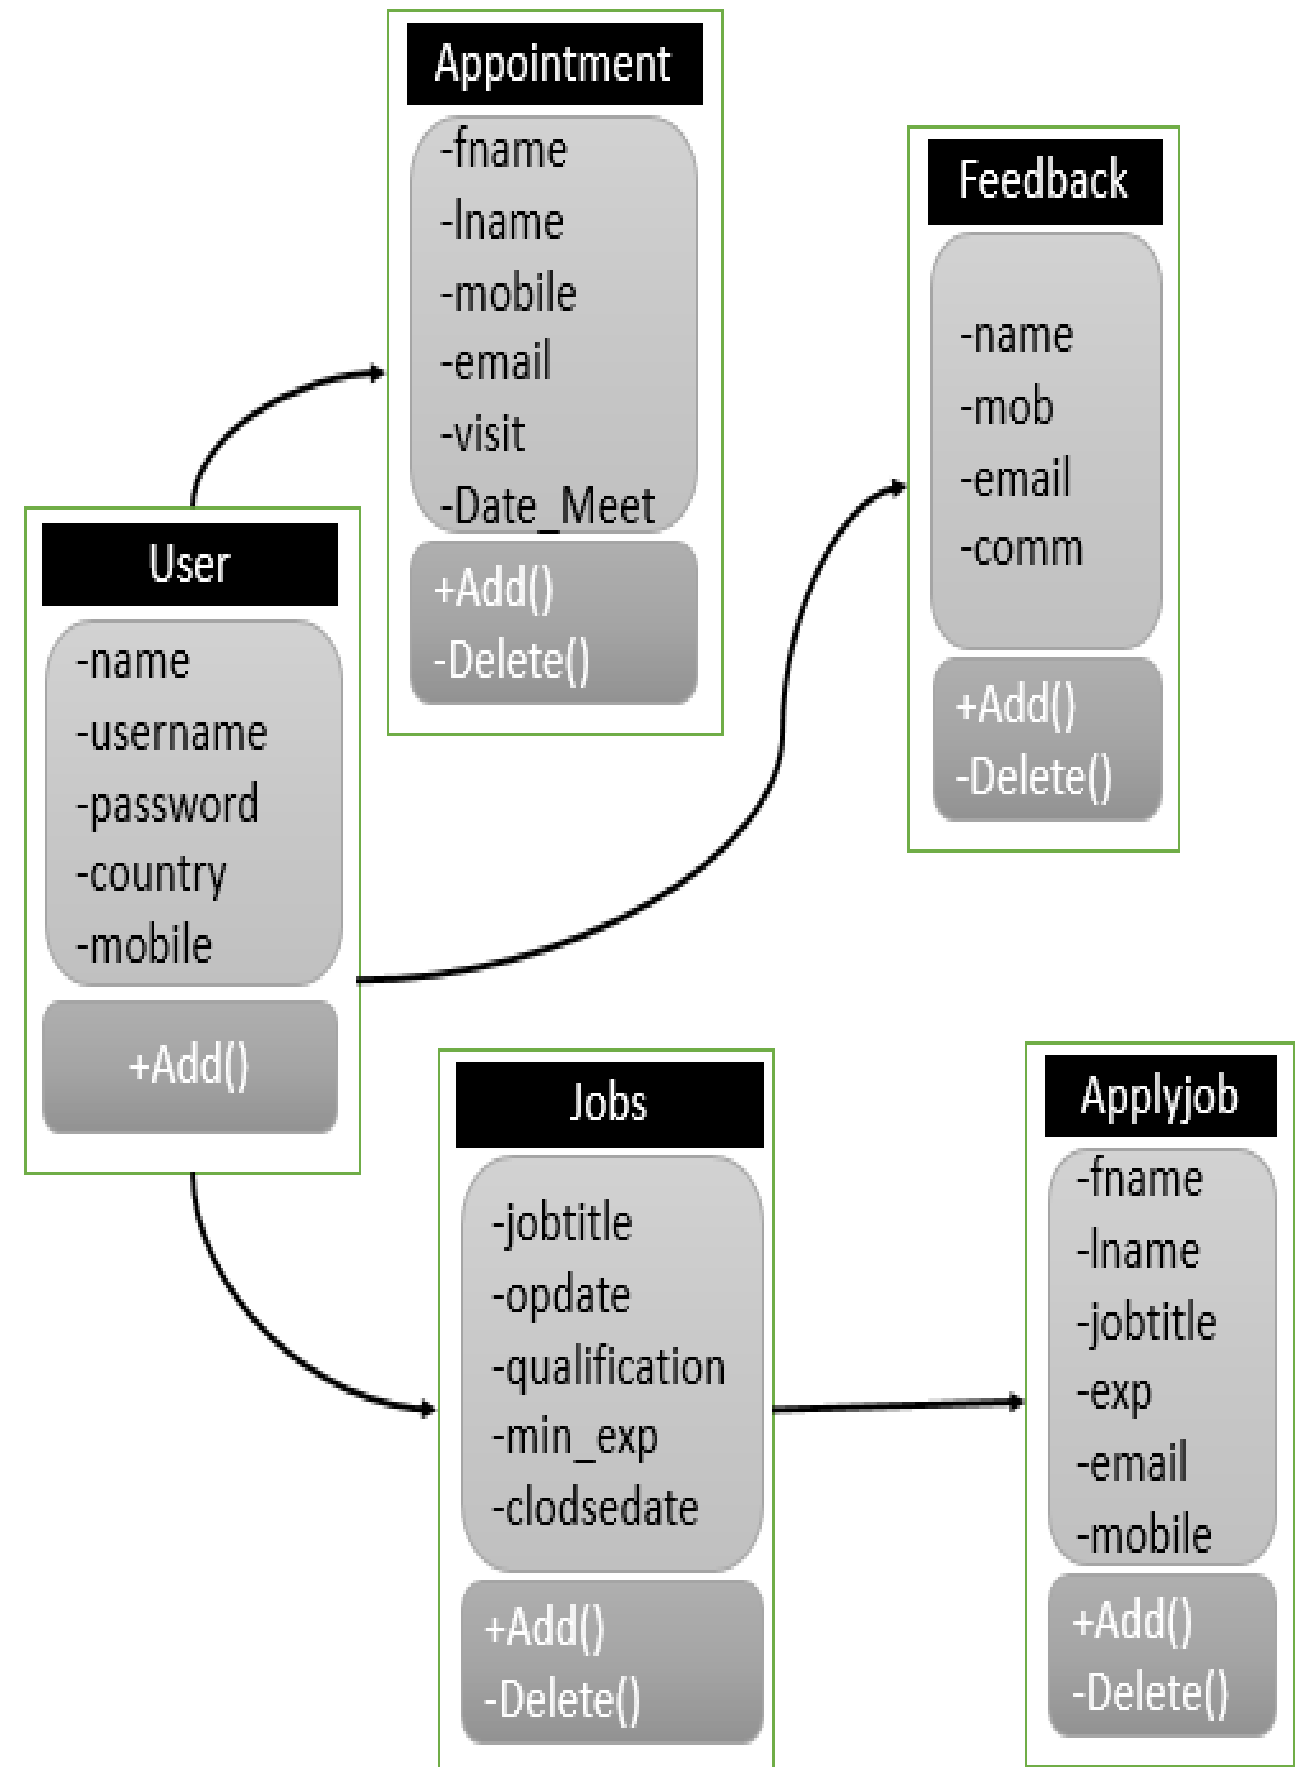 Appointment
-fname
-lname
-mobile
-email
-visit
-Date_Meet
+Add()
-Delete()
Feedback
-name
-mob
-email
-comm
+Add()
-Delete()
User
-name
-username
-password
-country
-mobile
+Add()
Jobs
-jobtitle
-opdate
-qualification
-min_exp
-clodsedate
+Add()
-Delete()
Applyjob
-fname
-lname
-jobtitle
-exp
-email
-mobile
+Add()
-Delete()